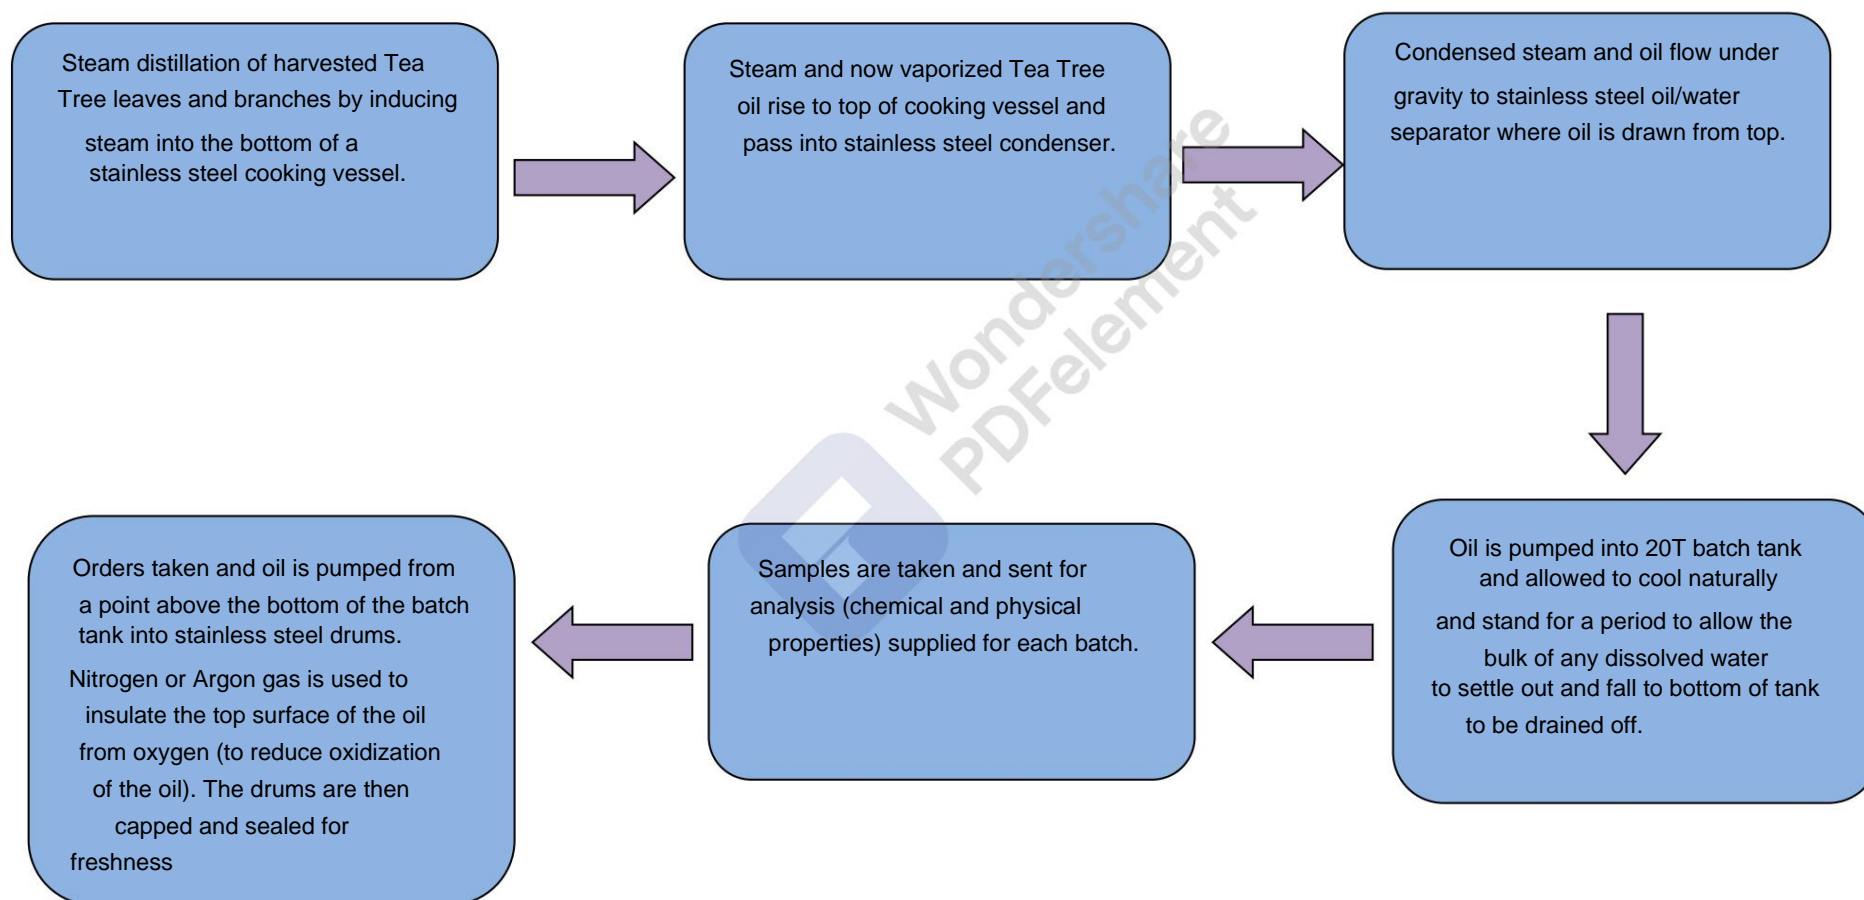 Steam distillation of harvested Tea
Tree leaves and branches by inducing
steam into the bottom of a
stainless steel cooking vessel.
Steam and now vaporized Tea Tree
oil rise to top of cooking vessel and
pass into stainless steel condenser.
Condensed steam and oil flow under
gravity to stainless steel oil/water
separator where oil is drawn from top.
Oil is pumped into 20T batch tank
and allowed to cool naturally
and stand for a period to allow the
bulk of any dissolved water
to settle out and fall to bottom of tank
to be drained off.
Samples are taken and sent for
analysis (chemical and physical
properties) supplied for each batch.
Orders taken and oil is pumped from
a point above the bottom of the batch
tank into stainless steel drums.
Nitrogen or Argon gas is used to
insulate the top surface of the oil
from oxygen (to reduce oxidization
of the oil). The drums are then
capped and sealed for
freshness
Wondershare
PDFelement